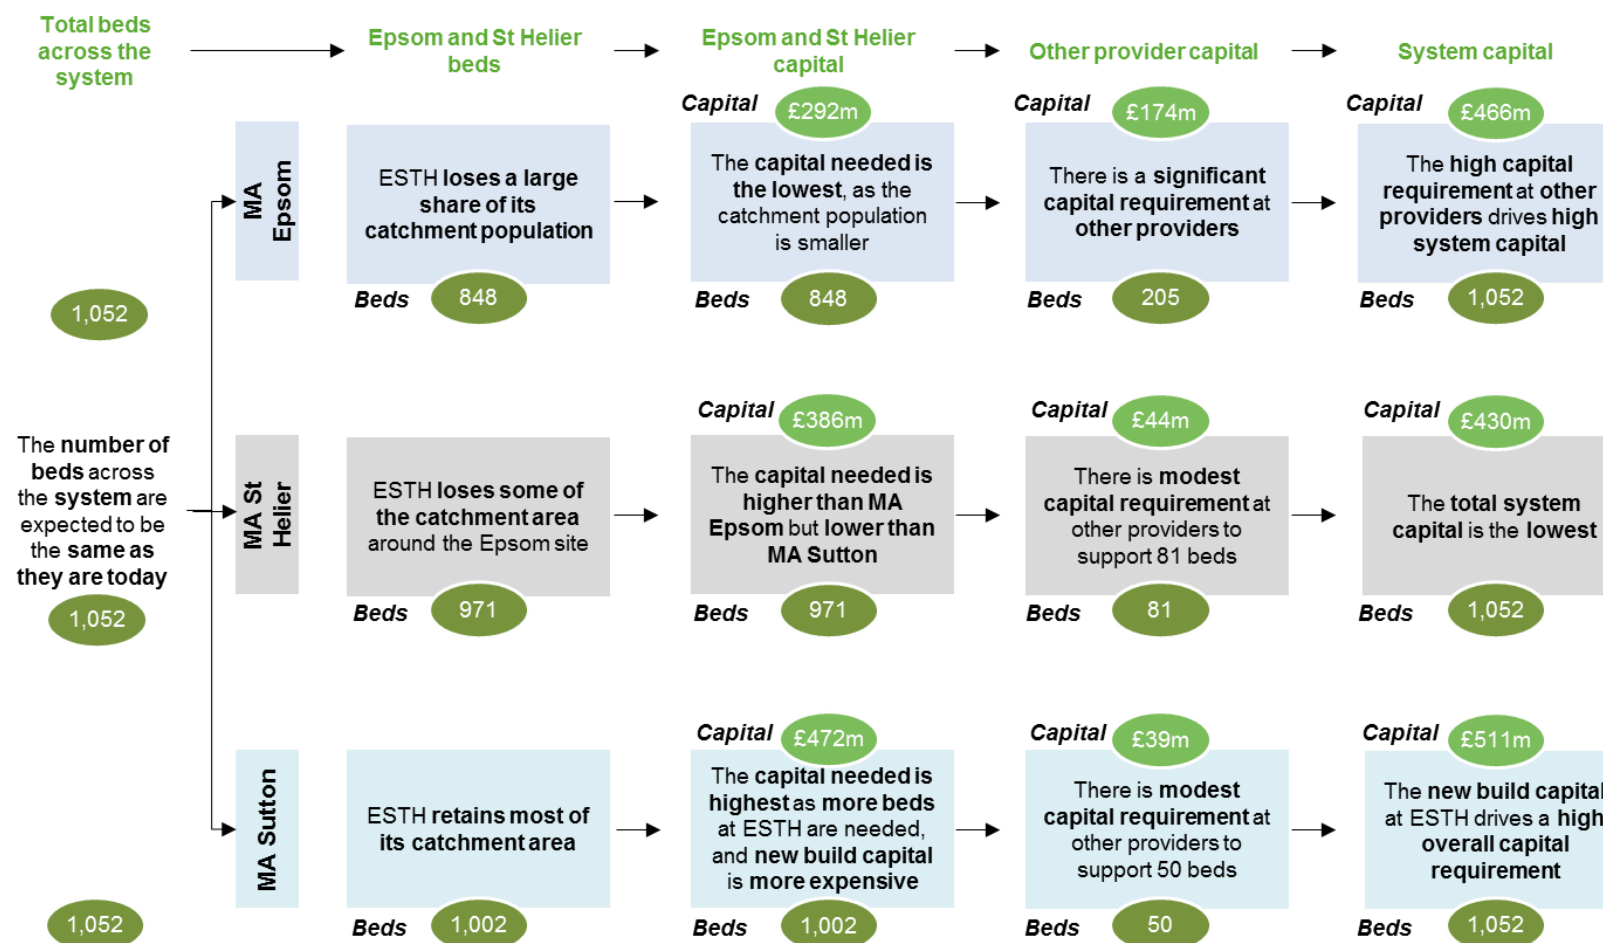 Total beds
across the
system
Epsom and St Helier
beds
Epsom and St Helier
capital
Other provider capital
System capital
MA
Epsom
ESTH loses a large
share of its
catchment population
Beds
848
Capital
£292m
The capital needed is
the lowest, as the
catchment population
is smaller
Beds
848
Capital
£174m
There is a significant
capital requirement at
other providers
Beds
205
Capital
£466m
The high capital
requirement at other
providers drives high
system capital
Beds
1,052
1,052
The number of
beds across
the system are
expected to be
the same as
they are today
1,052
MA St
Helier
ESTH loses some of
the catchment area
around the Epsom site
Beds
971
Capital
£386m
The capital needed is
higher than MA
Epsom but lower than
MA Sutton
Beds
971
Capital
£44m
There is modest
capital requirement at
other providers to
support 81 beds
Beds
81
Capital
£430m
The total system
capital is the lowest
Beds
1,052
MA Sutton
ESTH retains most of
its catchment area
Beds
1,002
Capital
£472m
The capital needed is
highest as more beds
at ESTH are needed,
and new build capital
is more expensive
Beds
1,002
Capital
£39m
There is modest
capital requirement at
other providers to
support 50 beds
Beds
50
Capital
£511m
The new build capital
at ESTH drives a high
overall capital
requirement
Beds
1,052
1,052